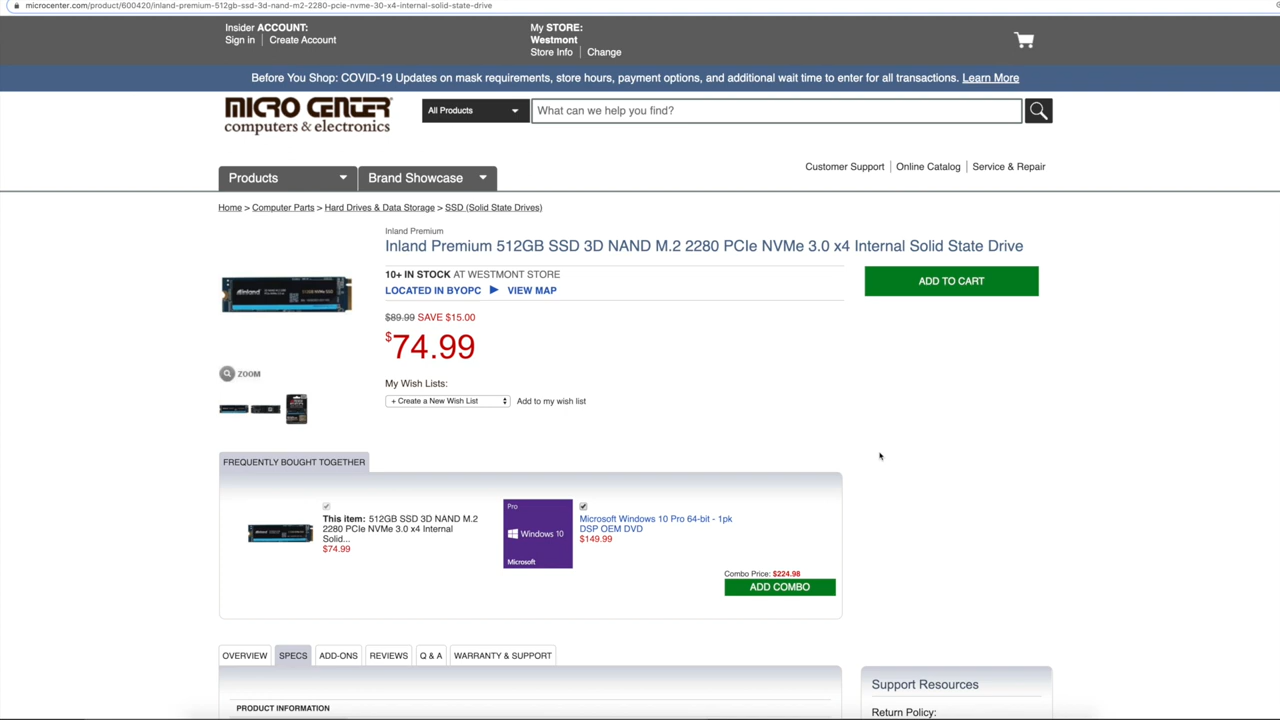 microcenter.com/product/600420/inland-premium-512gb-ssd-3d-nand-m2-2280-pcie-nvme-30-x4-internal-solid-state-drive
Insider ACCOUNT:
Sign in | Create Account
My STORE:
Westmont
Store Info | Change
Before You Shop: COVID-19 Updates on mask requirements, store hours, payment options, and additional wait time to enter for all transactions. Learn More
MICRO CENTER
computers & electronics
All Products
What can we help you find?
Customer Support | Online Catalog | Service & Repair
Products
Brand Showcase
Home > Computer Parts > Hard Drives & Data Storage > SSD (Solid State Drives)
Inland Premium
Inland Premium 512GB SSD 3D NAND M.2 2280 PCIe NVMe 3.0 x4 Internal Solid State Drive
10+ IN STOCK AT WESTMONT STORE
ADD TO CART
LOCATED IN BYOPC ▶ VIEW MAP
inland
$89.99 SAVE $15.00
$74.99
ZOOM
My Wish Lists:
+ Create a New Wish List
Add to my wish list
FREQUENTLY BOUGHT TOGETHER
This item: 512GB SSD 3D NAND M.2
2280 PCIe NVMe 3.0 x4 Internal
Solid...
$74.99
Pro
Windows 10
Microsoft
Microsoft Windows 10 Pro 64-bit - 1pk
DSP OEM DVD
$149.99
Combo Price: $224.98
ADD COMBO
OVERVIEW
SPECS
ADD-ONS
REVIEWS
Q & A
WARRANTY & SUPPORT
PRODUCT INFORMATION
Support Resources
Return Policy: